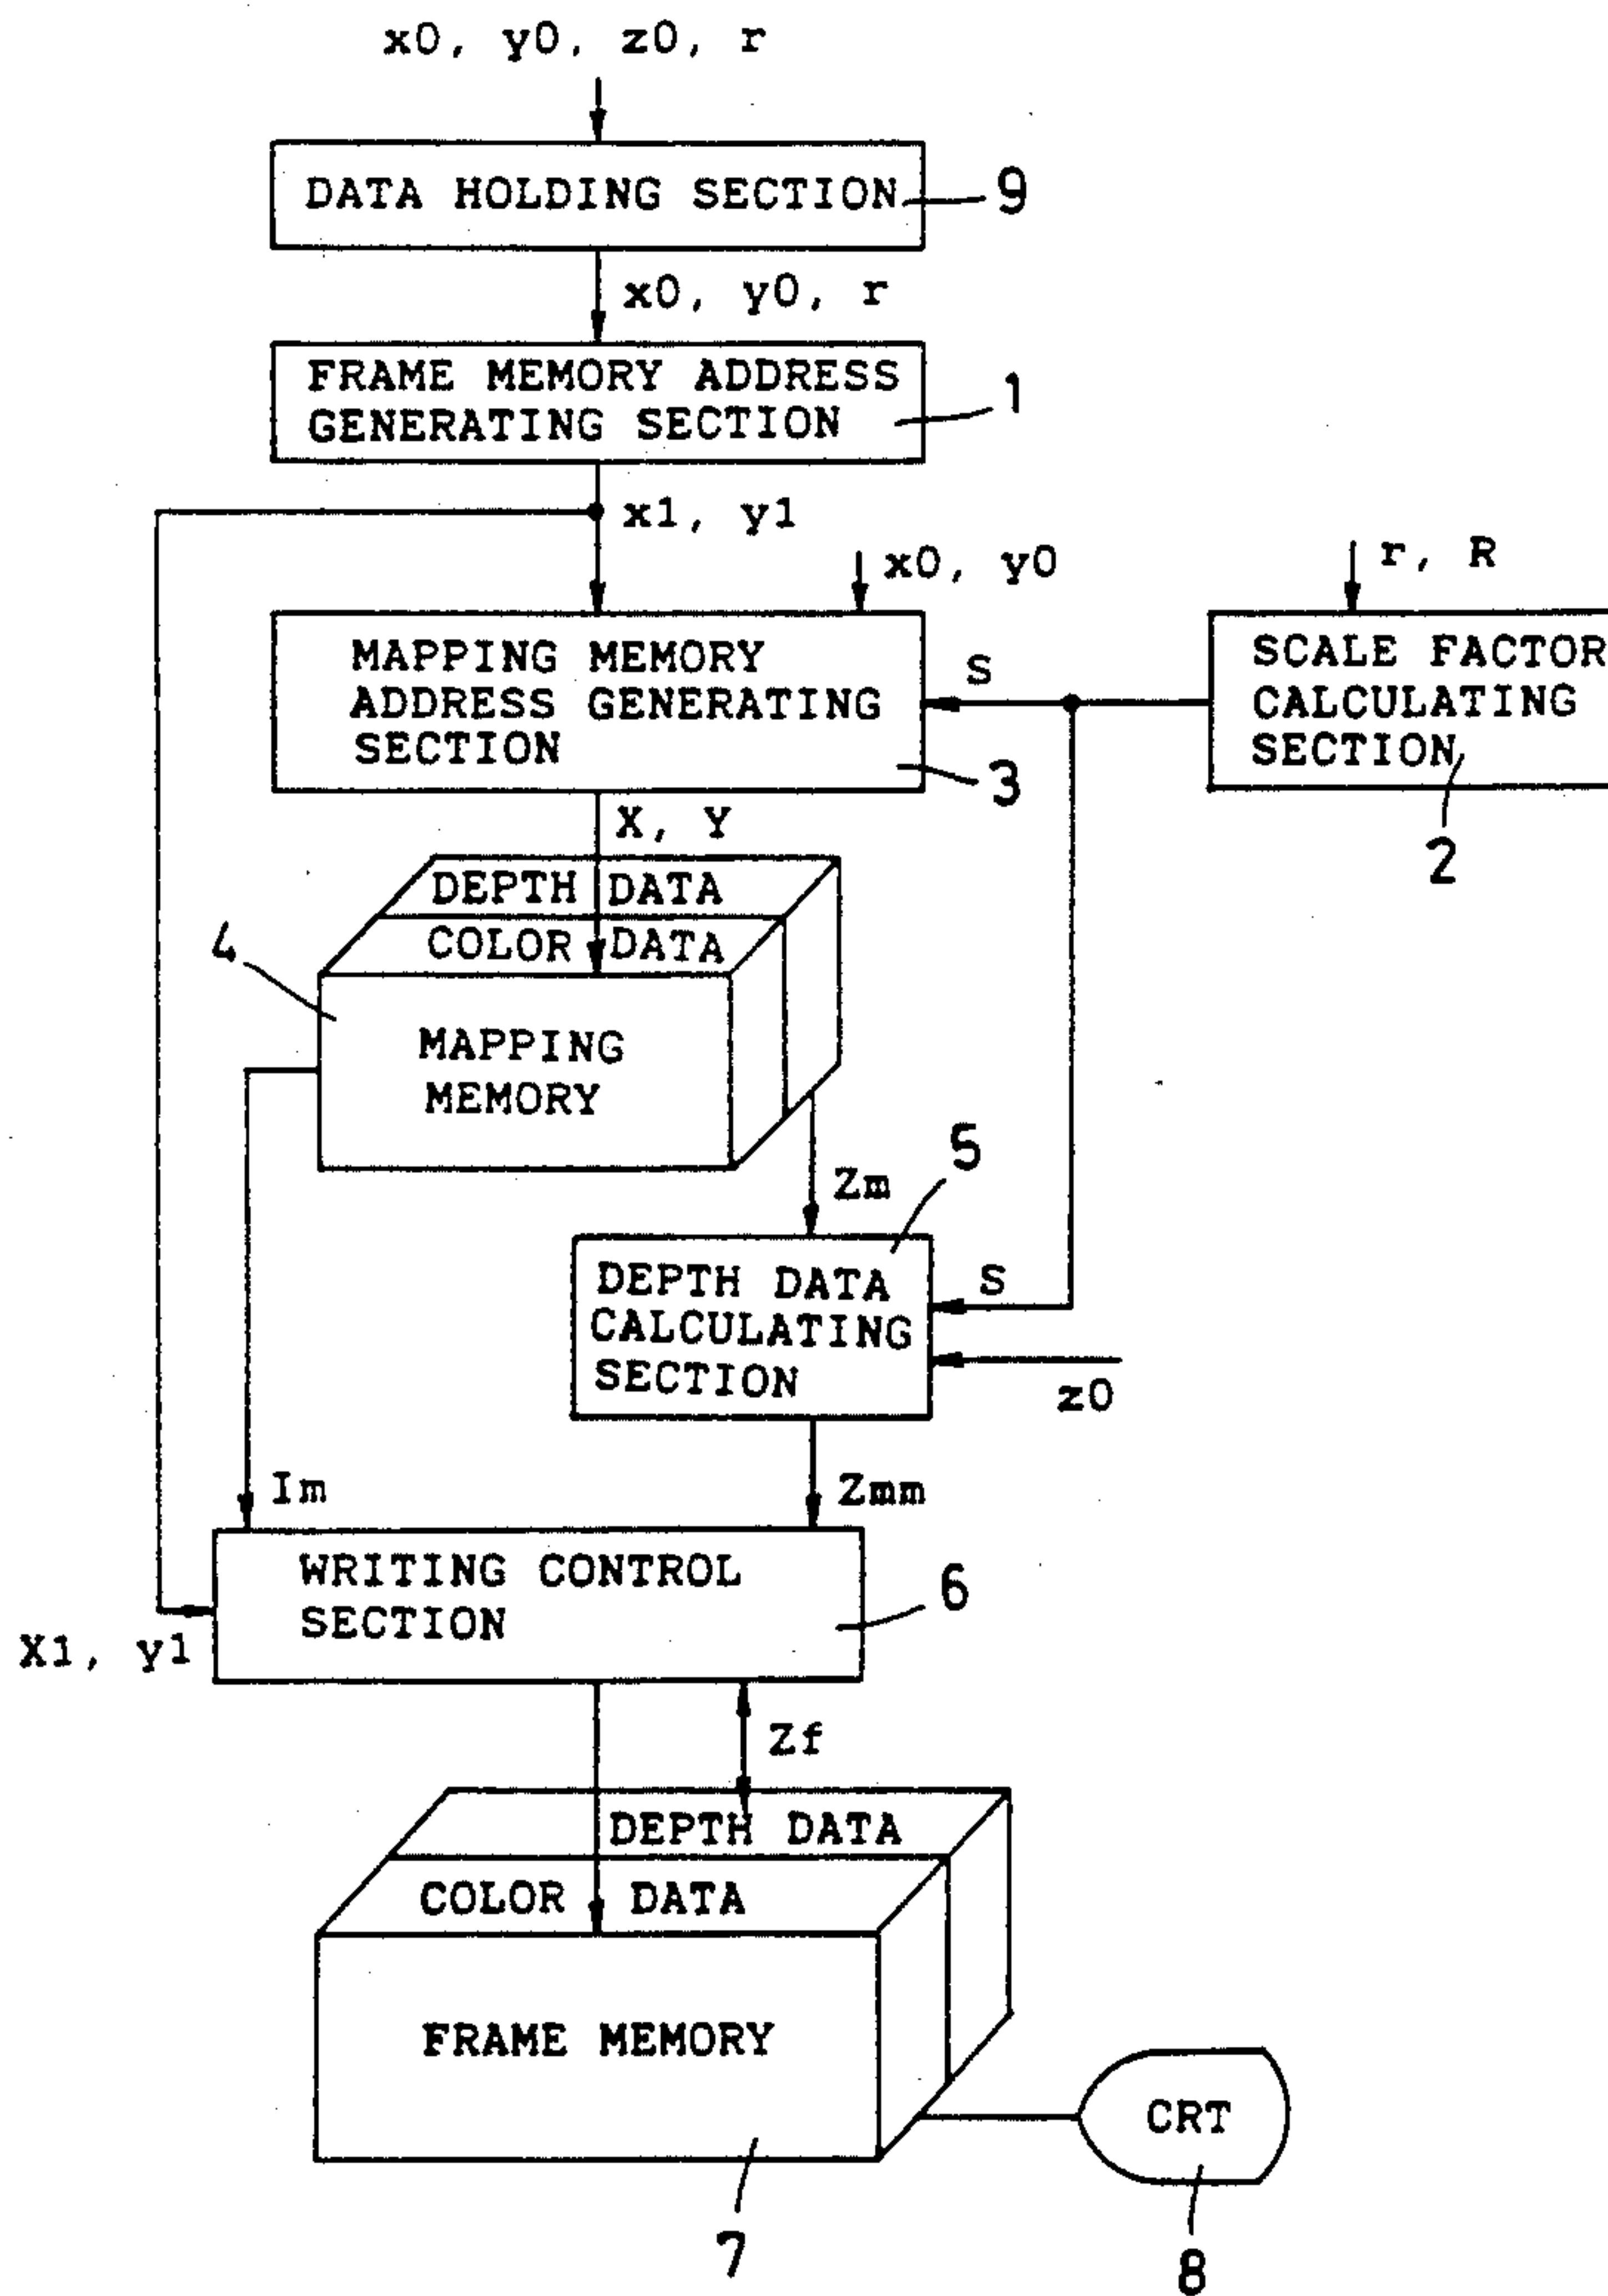 x0, y0, z0, r
DATA HOLDING SECTION
9
x0, y0, r
FRAME MEMORY ADDRESS
GENERATING SECTION
1
x1, y1
x0, y0
r, R
MAPPING MEMORY
ADDRESS GENERATING
SECTION
3
S
SCALE FACTOR
CALCULATING
SECTION
2
X, Y
DEPTH DATA
COLOR DATA
4
MAPPING
MEMORY
Zm
5
DEPTH DATA
CALCULATING
SECTION
S
z0
Im
Zmm
WRITING CONTROL
SECTION
6
X1, y1
Zf
DEPTH DATA
COLOR DATA
FRAME MEMORY
7
CRT
8